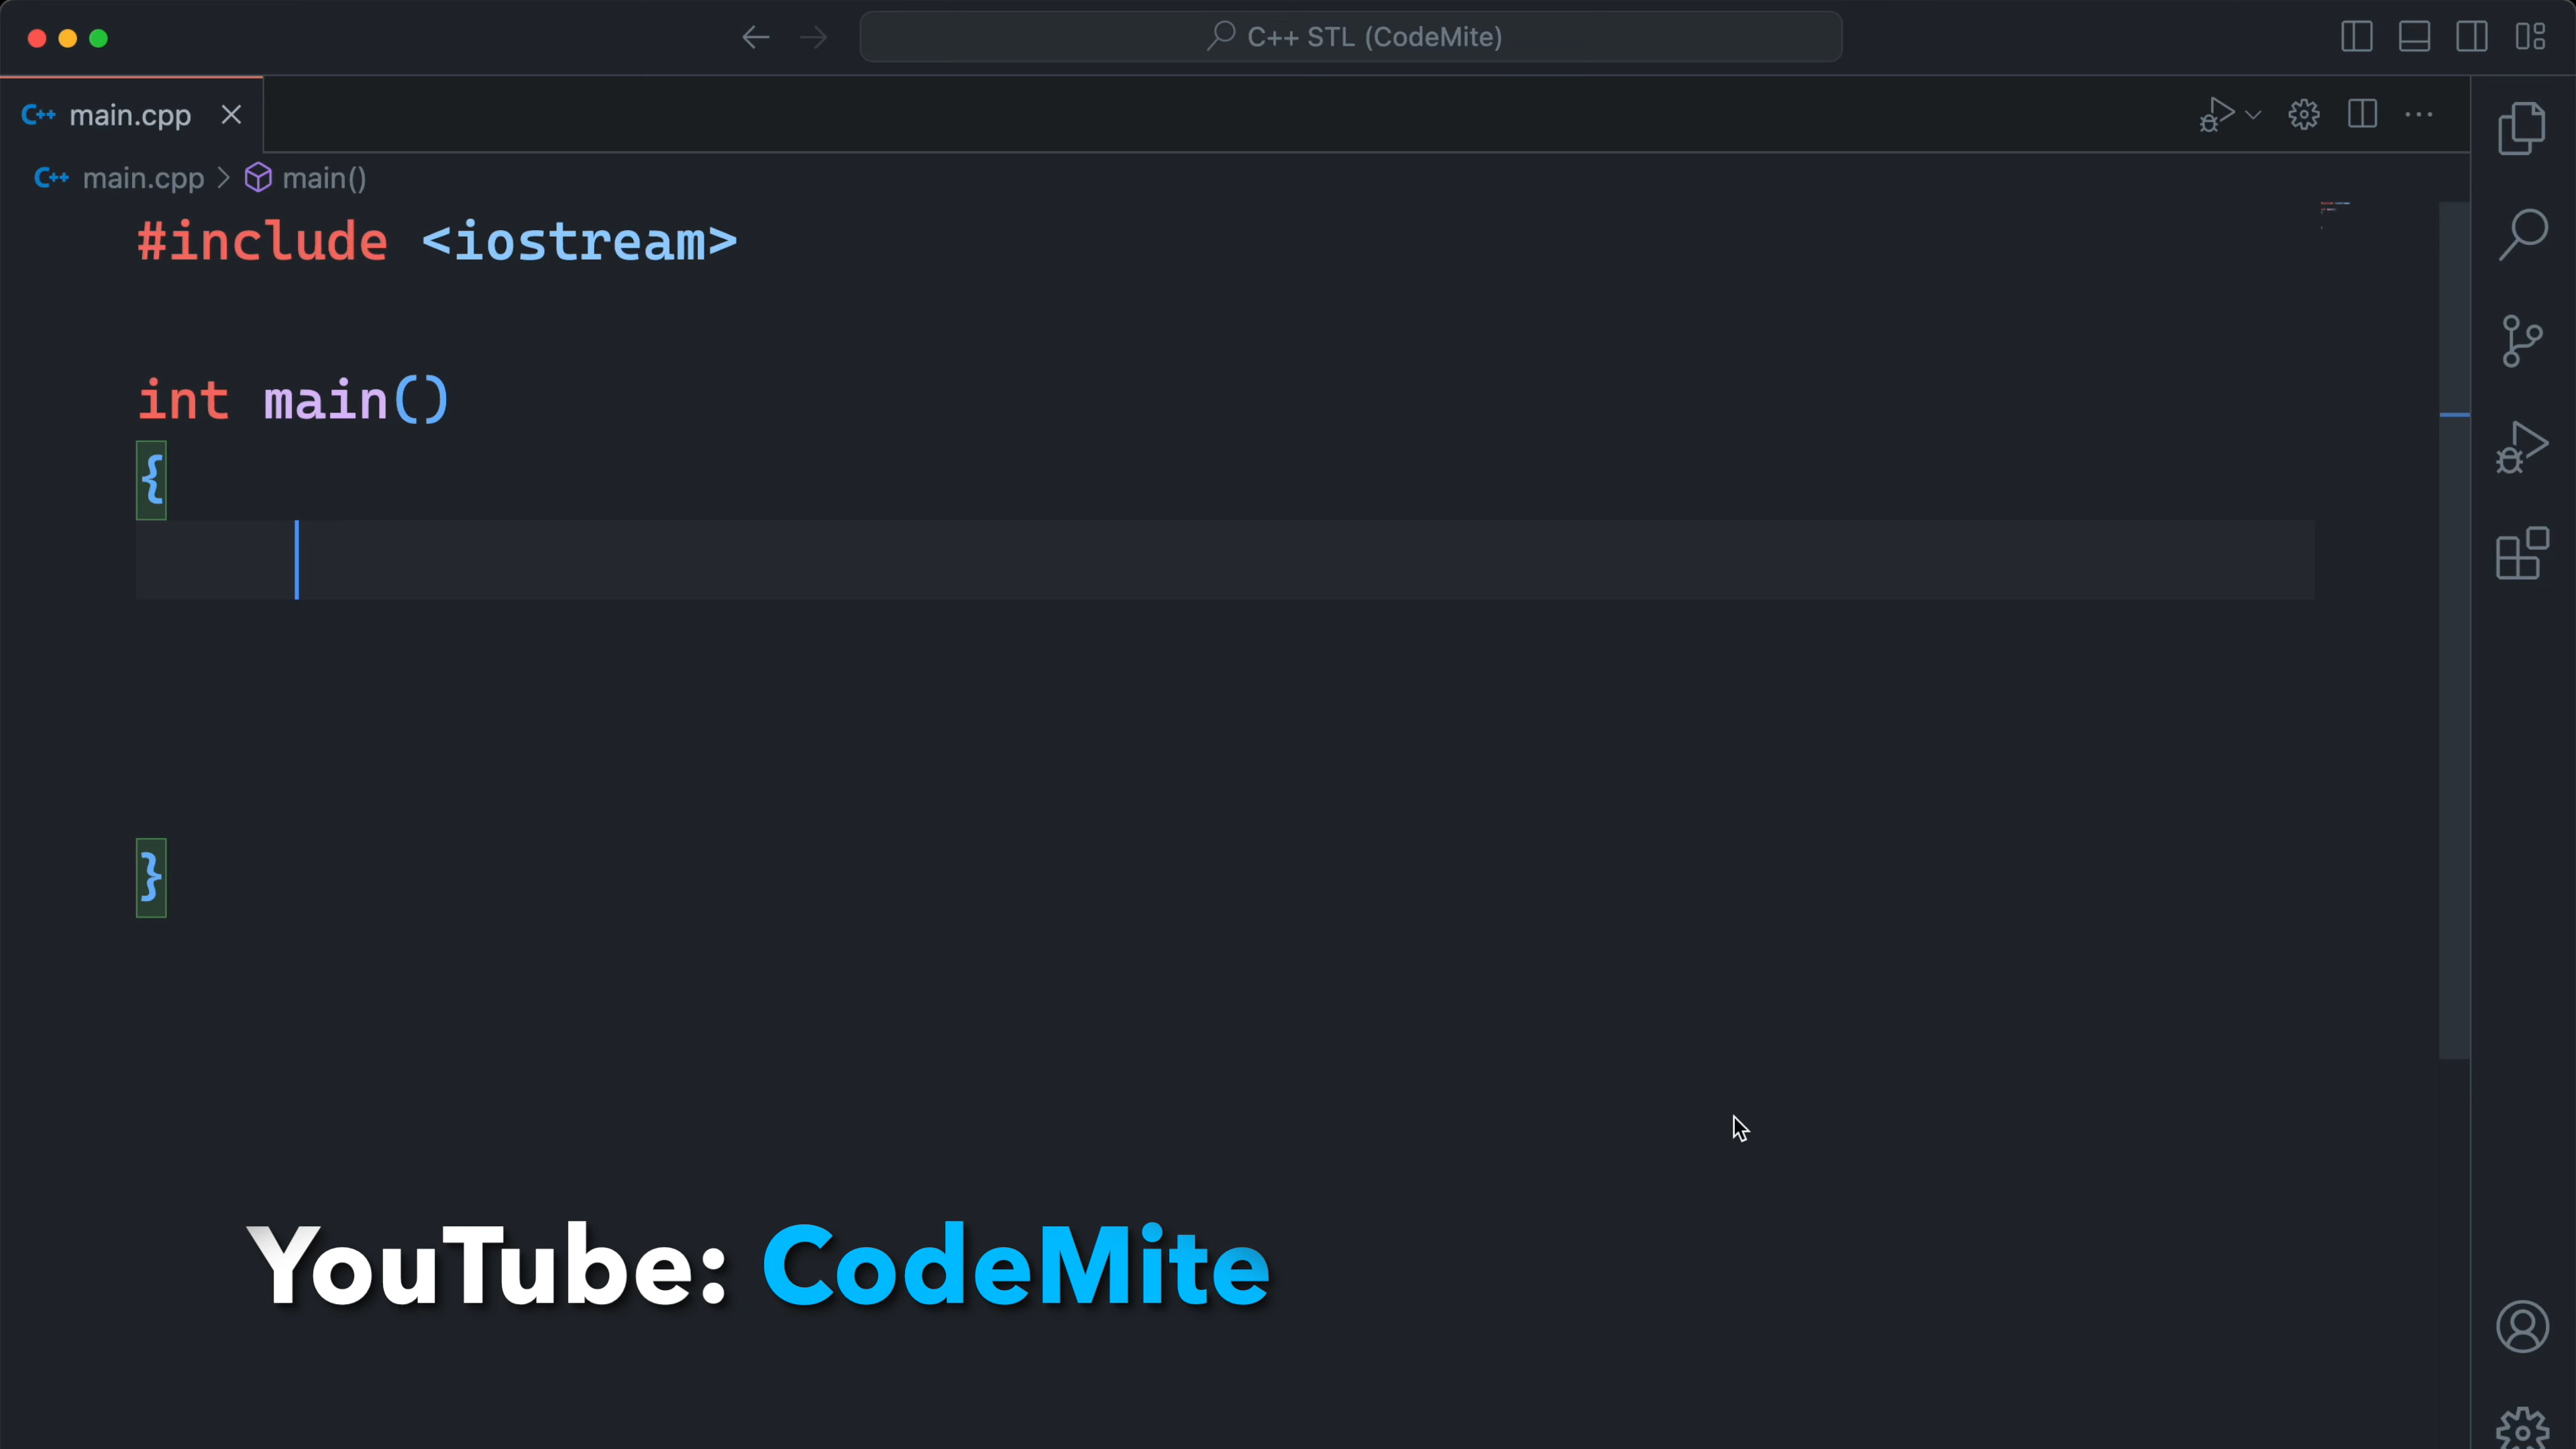 C++ STL (CodeMite)
C++ main.cpp
C++ main.cpp > main()
#include <iostream>
int main()
{
}
YouTube: CodeMite